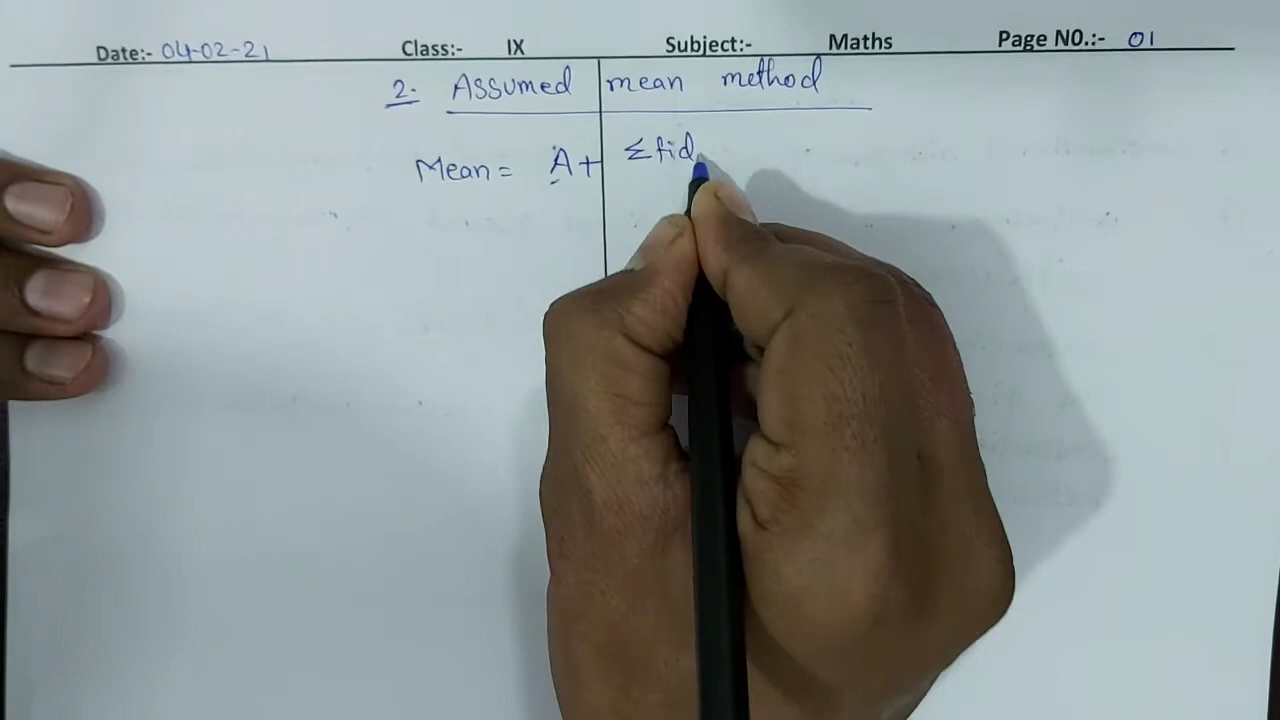 Date:- 04-02-21 Class:- IX Subject:- Maths Page NO.:- 01
2. Assumed mean method
Mean = A+ Σfid